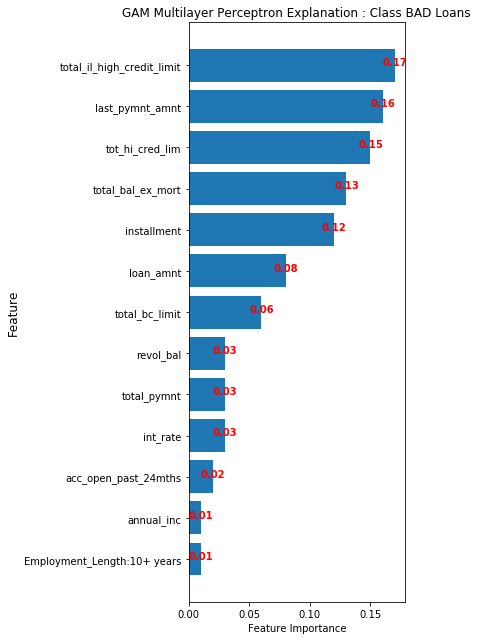 GAM Multilayer Perceptron Explanation : Class BAD Loans
Feature
total_il_high_credit_limit 0.17
last_pymnt_amnt 0.16
tot_hi_cred_lim 0.15
total_bal_ex_mort 0.13
installment 0.12
loan_amnt 0.08
total_bc_limit 0.06
revol_bal 0.03
total_pymnt 0.03
int_rate 0.03
acc_open_past_24mths 0.02
annual_inc 0.01
Employment_Length:10+ years 0.01
0.00 0.05 0.10 0.15
Feature Importance